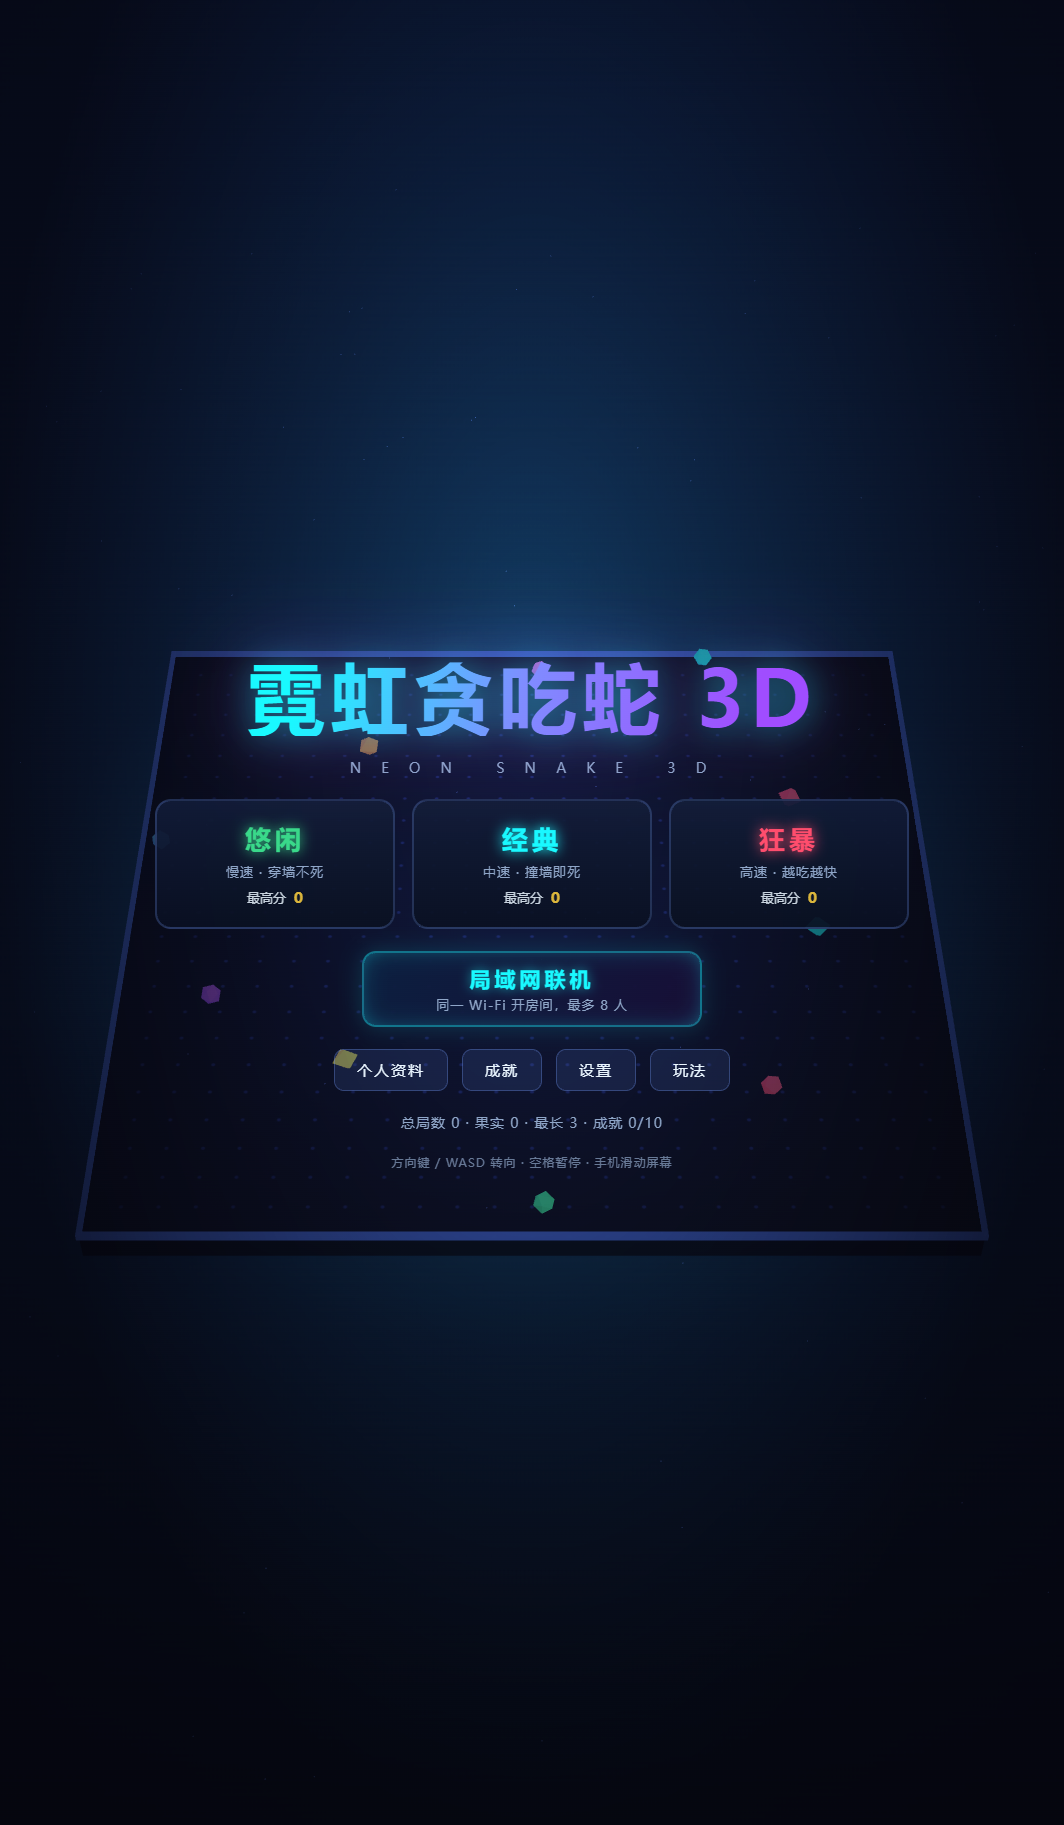 霓虹贪吃蛇 3D
NEON SNAKE 3D
悠闲
慢速 · 穿墙不死
最高分 0
经典
中速 · 撞墙即死
最高分 0
狂暴
高速 · 越吃越快
最高分 0
局域网联机
同一 Wi-Fi 开房间，最多 8 人
个人资料
成就
设置
玩法
总局数 0 · 果实 0 · 最长 3 · 成就 0/10
方向键 / WASD 转向 · 空格暂停 · 手机滑动屏幕